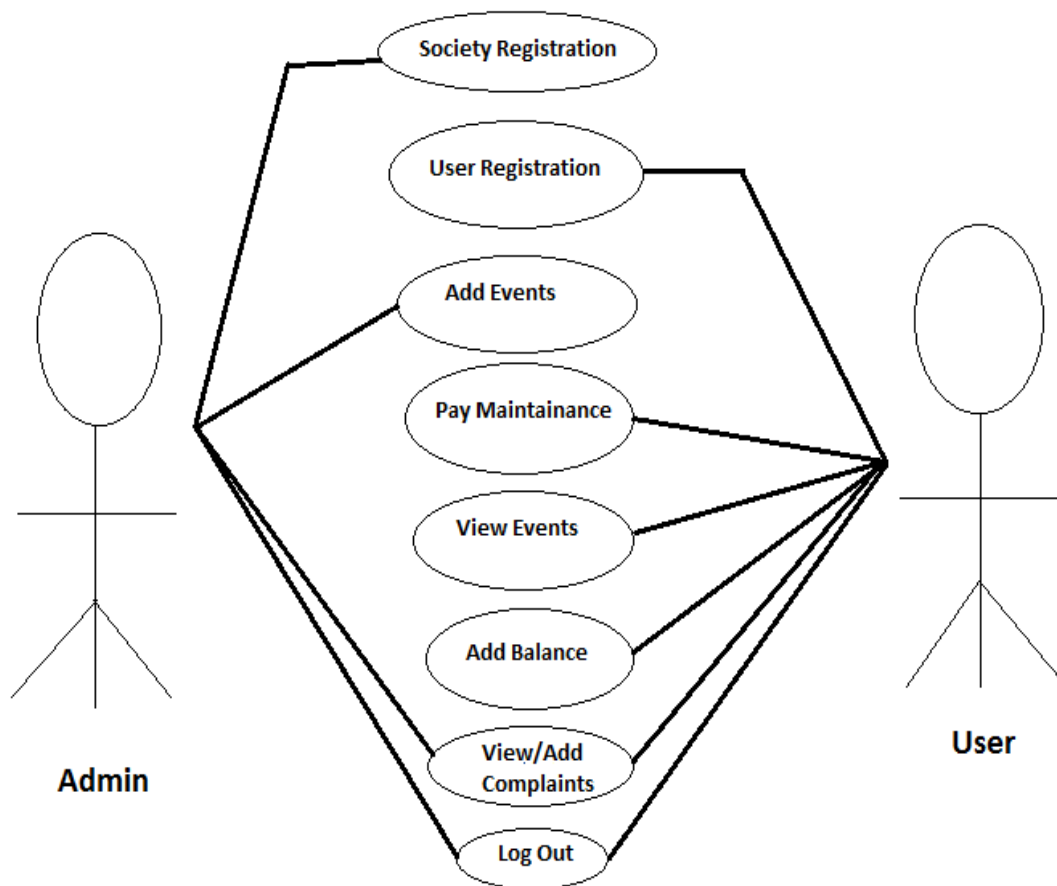 Society Registration
User Registration
Add Events
Pay Maintainance
View Events
Add Balance
View/Add
Complaints
Log Out
Admin
User